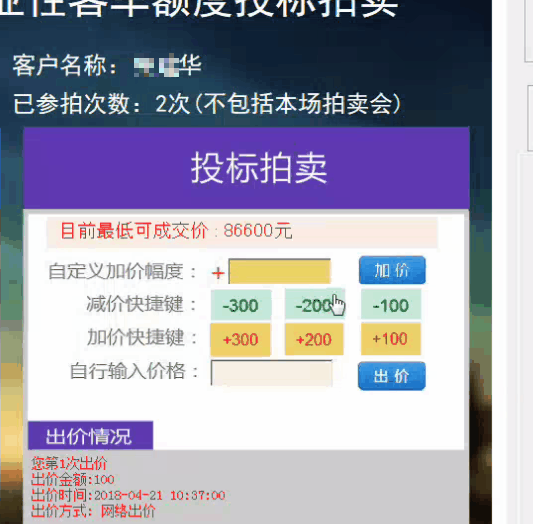 证性客车额度投标拍卖
客户名称: 华
已参拍次数: 2次(不包括本场拍卖会)
投标拍卖
目前最低可成交价:86600元
自定义加价幅度: + 加价
减价快捷键: -300 -200 -100
加价快捷键: +300 +200 +100
自行输入价格: 出价
出价情况
您第1次出价
出价金额:100
出价时间:2018-04-21 10:37:00
出价方式: 网络出价